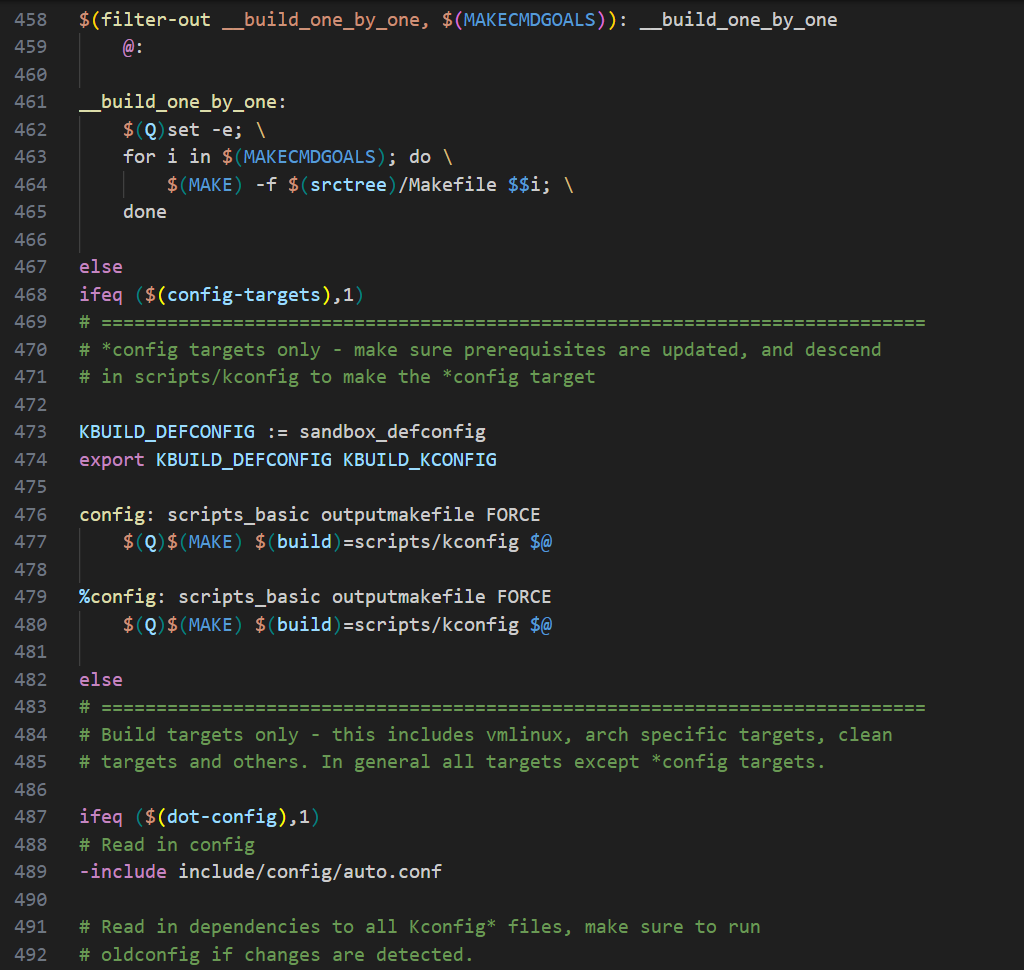 458 $(filter-out __build_one_by_one, $(MAKECMDGOALS)): __build_one_by_one
459     @:
460
461 __build_one_by_one:
462     $(Q)set -e; \
463     for i in $(MAKECMDGOALS); do \
464         $(MAKE) -f $(srctree)/Makefile $$i; \
465     done
466
467 else
468 ifeq ($(config-targets),1)
469 # ===========================================================================
470 # *config targets only - make sure prerequisites are updated, and descend
471 # in scripts/kconfig to make the *config target
472
473 KBUILD_DEFCONFIG := sandbox_defconfig
474 export KBUILD_DEFCONFIG KBUILD_KCONFIG
475
476 config: scripts_basic outputmakefile FORCE
477     $(Q)$(MAKE) $(build)=scripts/kconfig $@
478
479 %config: scripts_basic outputmakefile FORCE
480     $(Q)$(MAKE) $(build)=scripts/kconfig $@
481
482 else
483 # ===========================================================================
484 # Build targets only - this includes vmlinux, arch specific targets, clean
485 # targets and others. In general all targets except *config targets.
486
487 ifeq ($(dot-config),1)
488 # Read in config
489 -include include/config/auto.conf
490
491 # Read in dependencies to all Kconfig* files, make sure to run
492 # oldconfig if changes are detected.